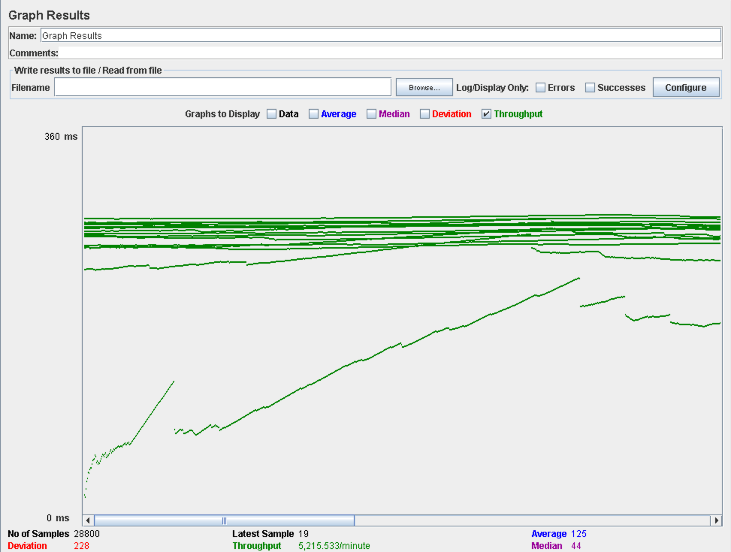 Graph Results
Name: Graph Results
Comments:
Write results to file / Read from file
Filename Browse... Log/Display Only: Errors Successes Configure
Graphs to Display Data Average Median Deviation Throughput
360 ms
0 ms
No of Samples 28800 Latest Sample 19 Average 125
Deviation 228 Throughput 5,215.533/minute Median 44